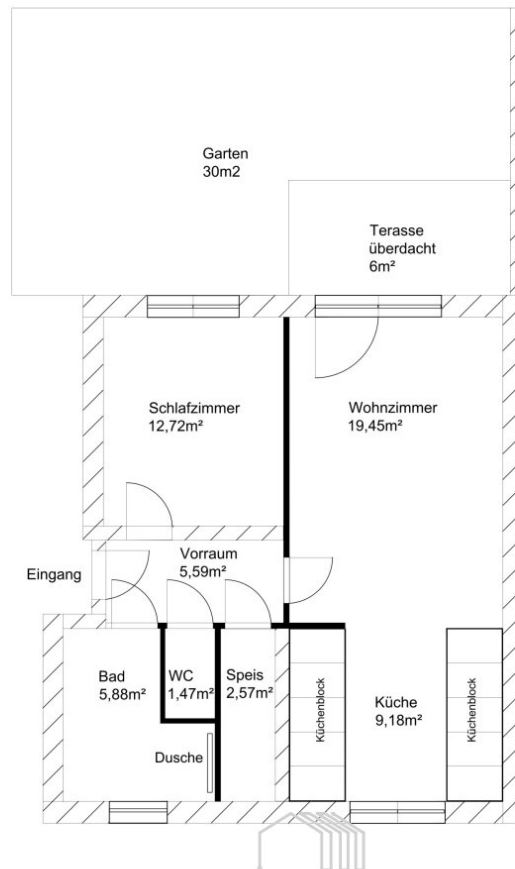 Garten
30m2
Terasse
überdacht
6m²
Schlafzimmer
12,72m²
Wohnzimmer
19,45m²
Vorraum
5,59m²
Eingang
Bad
5,88m²
WC
1,47m²
Speis
2,57m²
Küchenblock
Küche
9,18m²
Küchenblock
Dusche